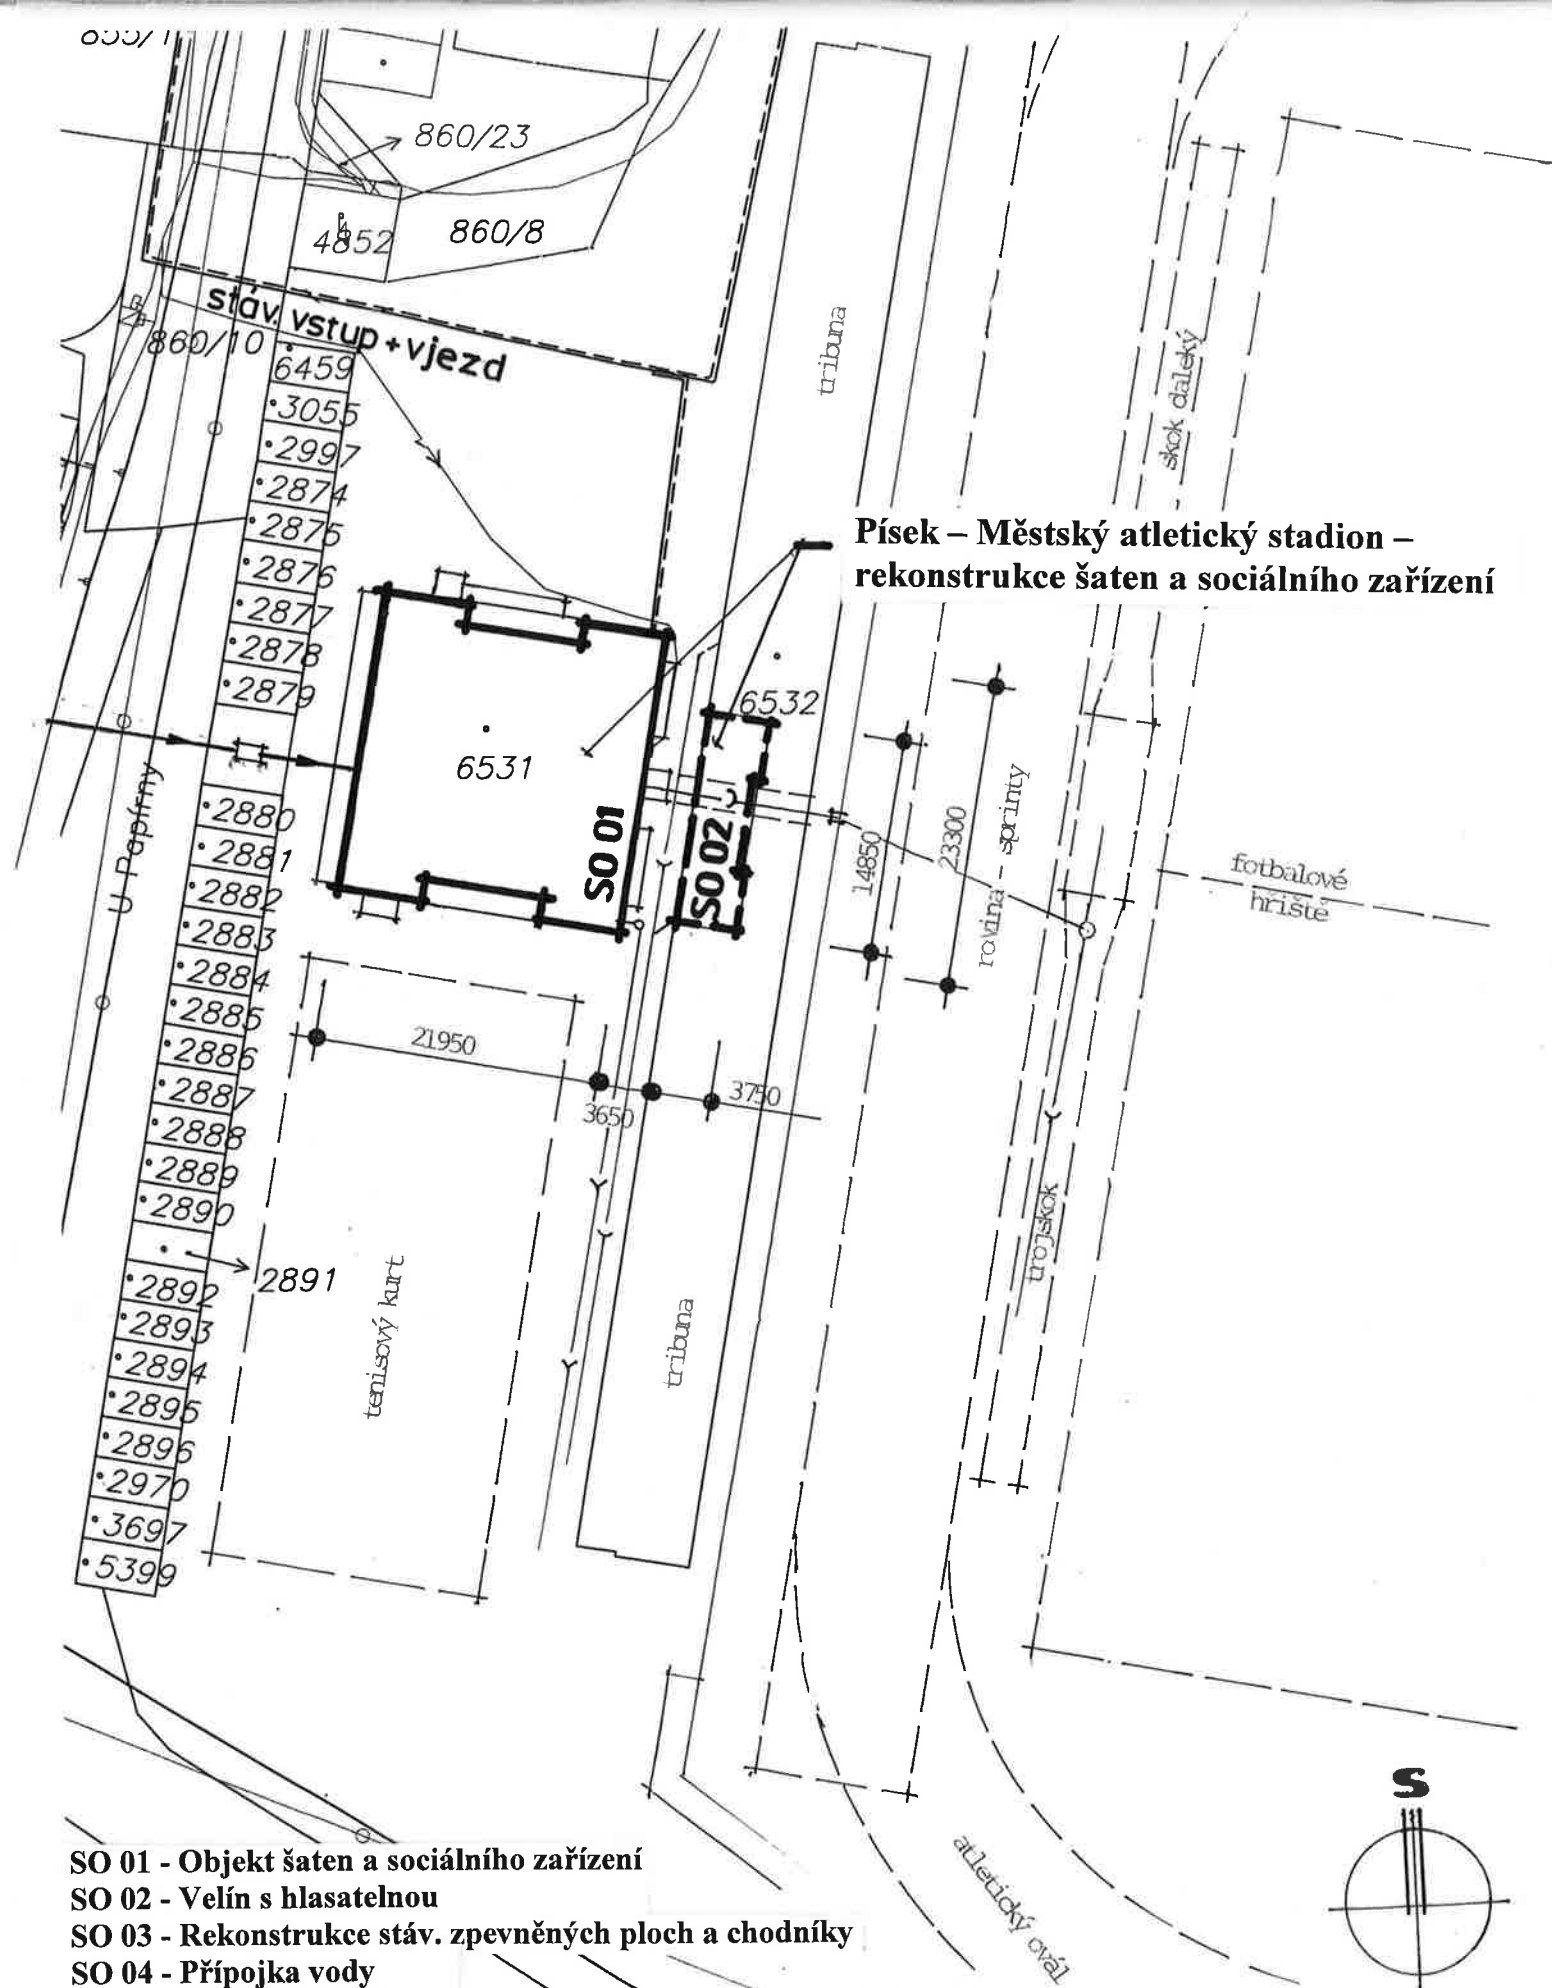 860/23
4852
860/8
stáv. vstup + vjezd
860/10
6459
3055
2997
2874
2875
2876
2877
2878
2879
tribuna
skok daleký
Písek – Městský atletický stadion –
rekonstrukce šaten a sociálního zařízení
6532
6531
SO 01
SO 02
U Papírny
14850
23300
rovina - sprinty
fotbalové
hřiště
2880
2881
2882
2883
2884
2885
2886
2887
2888
2889
2890
2891
2892
2893
2894
2895
2896
2970
3697
5399
21950
3650
3750
tenisový kurt
tribuna
trojskok
atletický ovál
S
SO 01 - Objekt šaten a sociálního zařízení
SO 02 - Velín s hlasatelnou
SO 03 - Rekonstrukce stáv. zpevněných ploch a chodníky
SO 04 - Přípojka vody